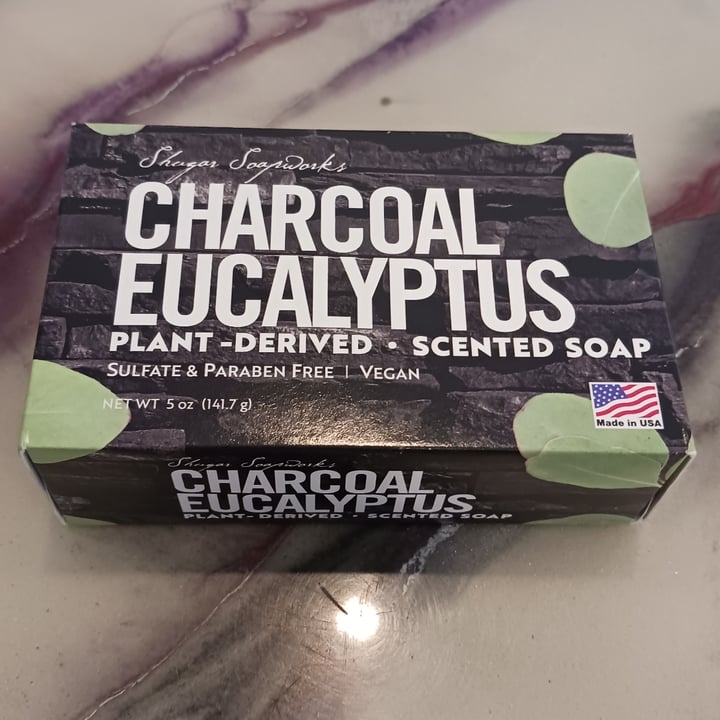 Shugar Soapworks
CHARCOAL
EUCALYPTUS
PLANT-DERIVED • SCENTED SOAP
SULFATE & PARABEN FREE | VEGAN
NET WT 5 oz (141.7 g)
Made in USA
Shugar Soapworks
CHARCOAL
EUCALYPTUS
PLANT-DERIVED • SCENTED SOAP